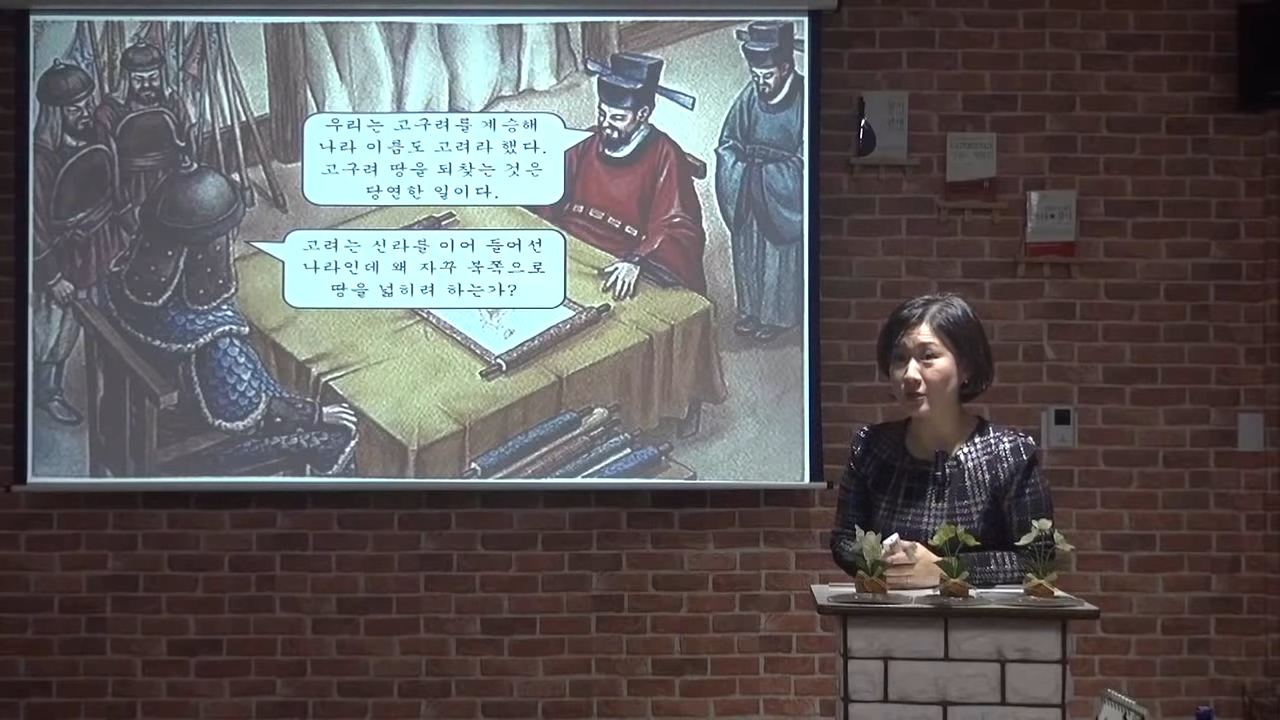 우리는 고구려를 계승해
나라 이름도 고려라 했다.
고구려 땅을 되찾는 것은
당연한 일이다.
고려는 신라를 이어 들어선
나라인데 왜 자꾸 북쪽으로
땅을 넓히려 하는가?